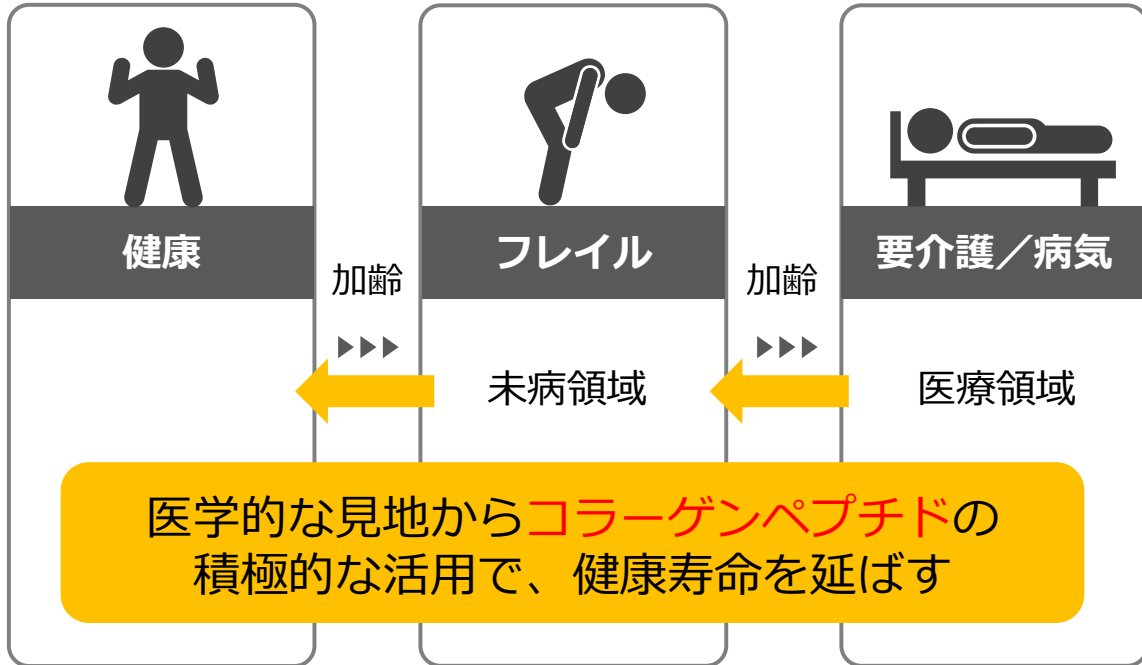 健康
加齢
フレイル
加齢
要介護／病気
▶▶▶
▶▶▶
未病領域
医療領域
医学的な見地からコラーゲンペプチドの
積極的な活用で、健康寿命を延ばす